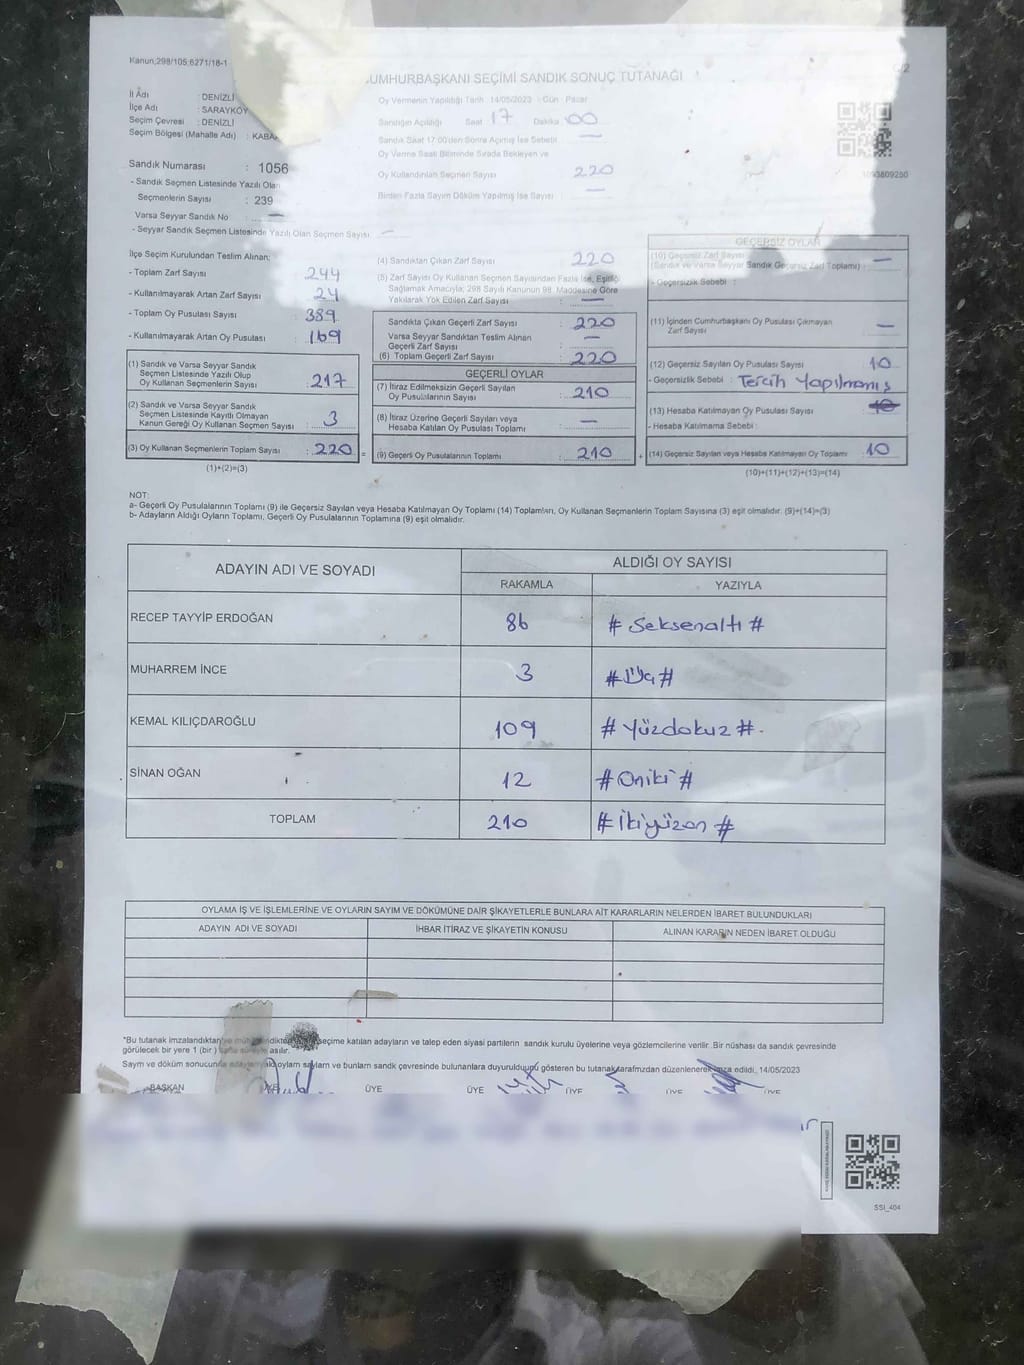 Kanun;298/105;6271/18-1
CUMHURBAŞKANI SEÇİMİ SANDIK SONUÇ TUTANAĞI
İl Adı : DENİZLİ
İlçe Adı : SARAYKÖY
Seçim Çevresi : DENİZLİ
Seçim Bölgesi (Mahalle Adı) :
Oy Vermenin Yapıldığı Tarih 14/05/2023 - Gün : Pazar
Sandığın Açıldığı Saat 17 Dakika 00
Sandık Saat 17:00'den Sonra Açılmış İse Sebebi —
Oy Verme Saati Bitiminde Sırada Bekleyen ve
Oy Kullandırılan Seçmen Sayısı 220
Birden Fazla Sayım Döküm Yapılmış İse Sayısı : —
Sandık Numarası : 1056
- Sandık Seçmen Listesinde Yazılı Olan
Seçmenlerin Sayısı : 239
Varsa Seyyar Sandık No : —
- Seyyar Sandık Seçmen Listesinde Yazılı Olan Seçmen Sayısı : —
İlçe Seçim Kurulundan Teslim Alınan;
- Toplam Zarf Sayısı : 244
- Kullanılmayarak Artan Zarf Sayısı : 24
- Toplam Oy Pusulası Sayısı : 389
- Kullanılmayarak Artan Oy Pusulası : 169
(1) Sandık ve Varsa Seyyar Sandık
Seçmen Listesinde Yazılı Olup
Oy Kullanan Seçmenlerin Sayısı : 217
(2) Sandık ve Varsa Seyyar Sandık
Seçmen Listesinde Kayıtlı Olmayan
Kanun Gereği Oy Kullanan Seçmen Sayısı : 3
(3) Oy Kullanan Seçmenlerin Toplam Sayısı : 220 =
(1)+(2)=(3)
(4) Sandıktan Çıkan Zarf Sayısı : 220
(5) Zarf Sayısı Oy Kullanan Seçmen Sayısından Fazla İse, Eşitliği
Sağlamak Amacıyla; 298 Sayılı Kanunun 98. Maddesine Göre
Yakılarak Yok Edilen Zarf Sayısı : —
Sandıkta Çıkan Geçerli Zarf Sayısı : 220
Varsa Seyyar Sandıktan Teslim Alınan
Geçerli Zarf Sayısı : —
(6) Toplam Geçerli Zarf Sayısı : 220
GEÇERLİ OYLAR
(7) İtiraz Edilmeksizin Geçerli Sayılan
Oy Pusulalarının Sayısı : 210
(8) İtiraz Üzerine Geçerli Sayılan veya
Hesaba Katılan Oy Pusulası Toplamı : —
(9) Geçerli Oy Pusulalarının Toplamı : 210 +
GEÇERSİZ OYLAR
(10) Geçersiz Zarf Sayısı
(Sandık ve Varsa Seyyar Sandık Geçersiz Zarf Toplamı) : —
- Geçersizlik Sebebi :
(11) İçinden Cumhurbaşkanı Oy Pusulası Çıkmayan
Zarf Sayısı : —
(12) Geçersiz Sayılan Oy Pusulası Sayısı : 10
- Geçersizlik Sebebi : Tercih Yapılmamış
(13) Hesaba Katılmayan Oy Pusulası Sayısı :
- Hesaba Katılmama Sebebi :
(14) Geçersiz Sayılan veya Hesaba Katılmayan Oy Toplamı : 10
(10)+(11)+(12)+(13)=(14)
NOT:
a- Geçerli Oy Pusulalarının Toplamı (9) ile Geçersiz Sayılan veya Hesaba Katılmayan Oy Toplamı (14) Toplamları, Oy Kullanan Seçmenlerin Toplam Sayısına (3) eşit olmalıdır. (9)+(14)=(3)
b- Adayların Aldığı Oyların Toplamı, Geçerli Oy Pusulalarının Toplamına (9) eşit olmalıdır.
ADAYIN ADI VE SOYADI ALDIĞI OY SAYISI
RAKAMLA YAZIYLA
RECEP TAYYİP ERDOĞAN 86 # Seksenaltı #
MUHARREM İNCE 3 # Üç #
KEMAL KILIÇDAROĞLU 109 # Yüzdokuz #
SİNAN OĞAN 12 # Oniki #
TOPLAM 210 # İkiyüzon #
OYLAMA İŞ VE İŞLEMLERİNE VE OYLARIN SAYIM VE DÖKÜMÜNE DAİR ŞİKAYETLERLE BUNLARA AİT KARARLARIN NELERDEN İBARET BULUNDUKLARI
ADAYIN ADI VE SOYADI İHBAR İTİRAZ VE ŞİKAYETİN KONUSU ALINAN KARARIN NEDEN İBARET OLDUĞU
*Bu tutanak imzalandıktan seçime katılan adayların ve talep eden siyasi partilerin sandık kurulu üyelerine veya gözlemcilerine verilir. Bir nüshası da sandık çevresinde
görülecek bir yere 1 (bir) hafta süreyle asılır.
Sayım ve döküm sonucunda oyların sayıları ve bunların sandık çevresinde bulunanlara duyurulduğunu gösteren bu tutanak tarafımızdan düzenlenerek imza edildi. 14/05/2023
BAŞKAN ÜYE ÜYE ÜYE ÜYE ÜYE
SSI_404